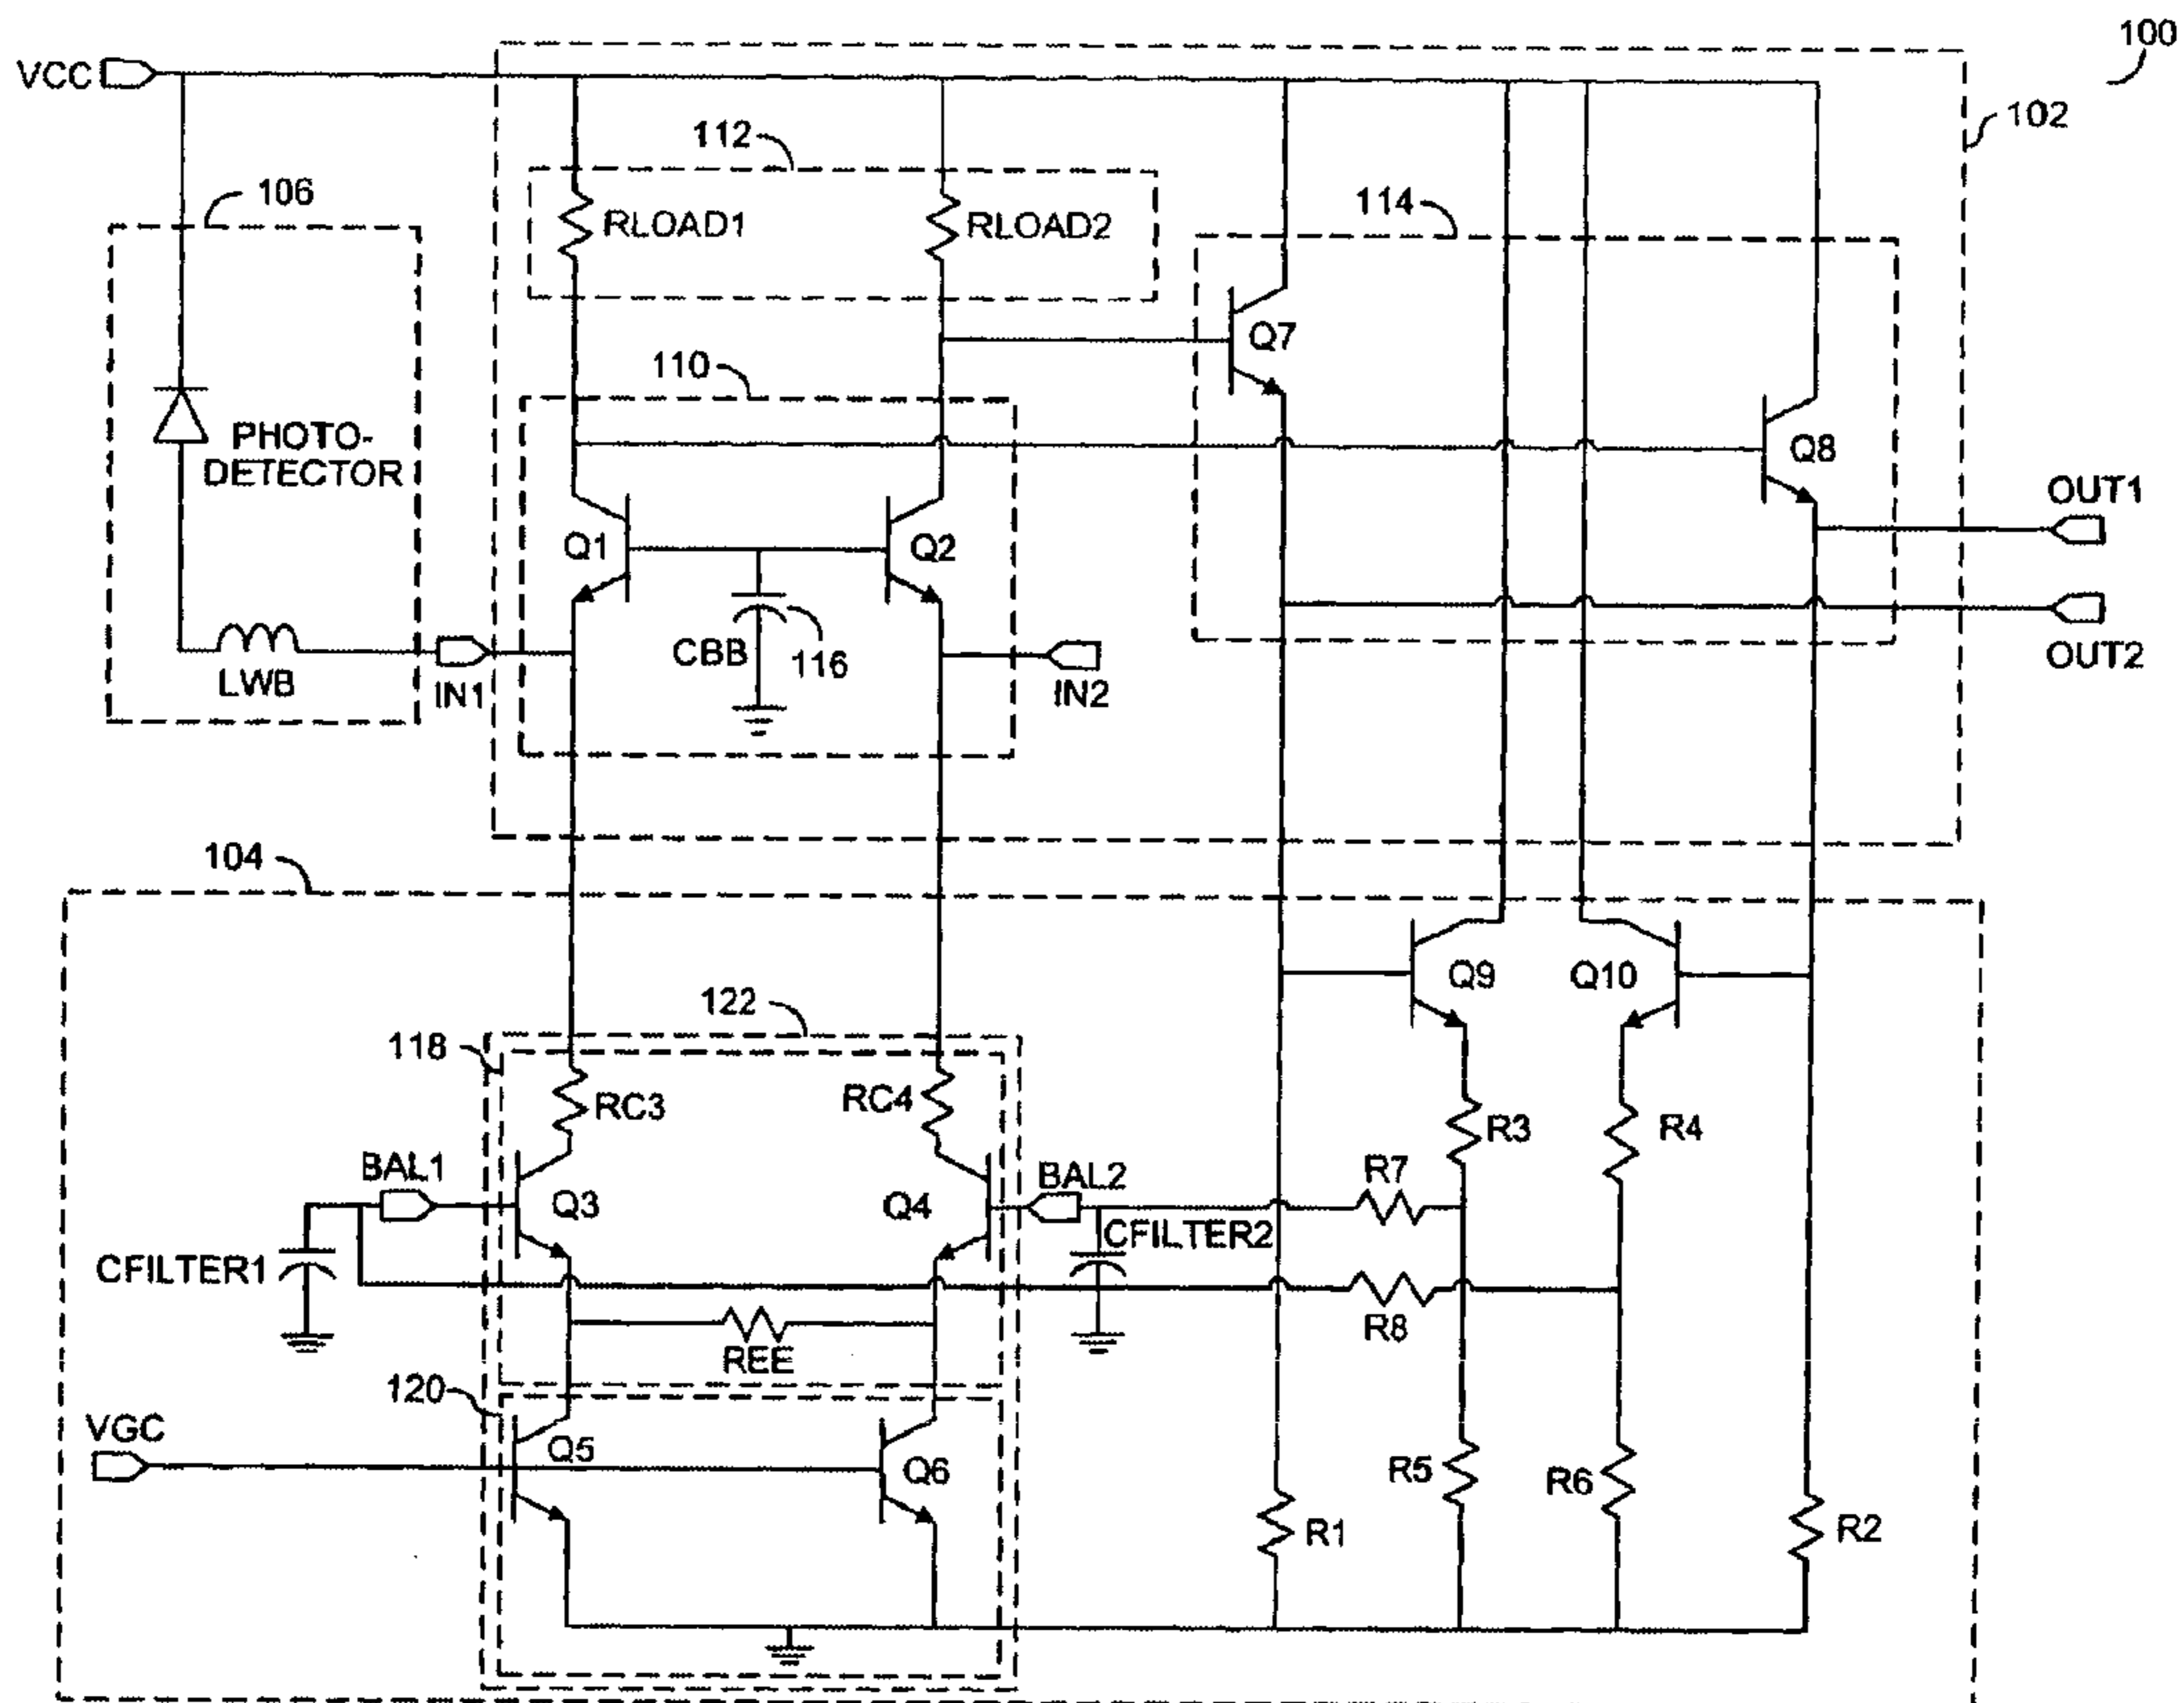 100
VCC
102
112
106
114
RLOAD1
RLOAD2
Q7
110
PHOTO-
DETECTOR
Q8
OUT1
Q1
Q2
CBB
116
LWB
IN1
IN2
OUT2
104
Q9
Q10
122
118
RC3
RC4
R3
R4
BAL1
BAL2
R7
Q3
Q4
CFILTER1
CFILTER2
R8
REE
120
VGC
Q5
Q6
R5
R6
R1
R2